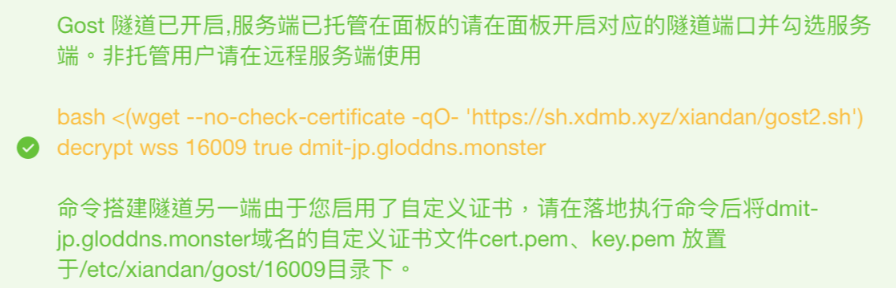 Gost 隧道已开启,服务端已托管在面板的请在面板开启对应的隧道端口并勾选服务
端。非托管用户请在远程服务端使用
bash <(wget --no-check-certificate -qO- 'https://sh.xdmb.xyz/xiandan/gost2.sh')
decrypt wss 16009 true dmit-jp.gloddns.monster
命令搭建隧道另一端由于您启用了自定义证书，请在落地执行命令后将dmit-
jp.gloddns.monster域名的自定义证书文件cert.pem、key.pem 放置
于/etc/xiandan/gost/16009目录下。